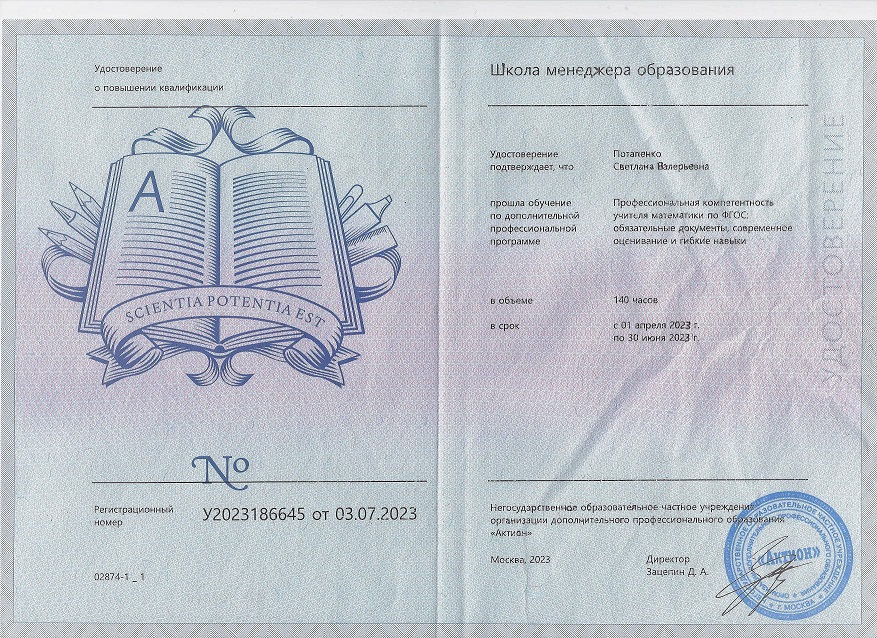 Удостоверение
о повышении квалификации
A
SCIENTIA POTENTIA EST
№
Регистрационный
номер
У2023186645 от 03.07.2023
02874-1 _ 1
Школа менеджера образования
Удостоверение
подтверждает, что
Потапенко
Светлана Валерьевна
прошла обучение
по дополнительной
профессиональной
программе
Профессиональная компетентность
учителя математики по ФГОС:
обязательные документы, современное
оценивание и гибкие навыки
в объеме
140 часов
в срок
с 01 апреля 2023 г.
по 30 июня 2023 г.
УДОСТОВЕРЕНИЕ
Негосударственное образовательное частное учреждение
организации дополнительного профессионального образования
«Актион»
Москва, 2023
Директор
Зацепин Д. А.
«Актион»
г. МОСКВА